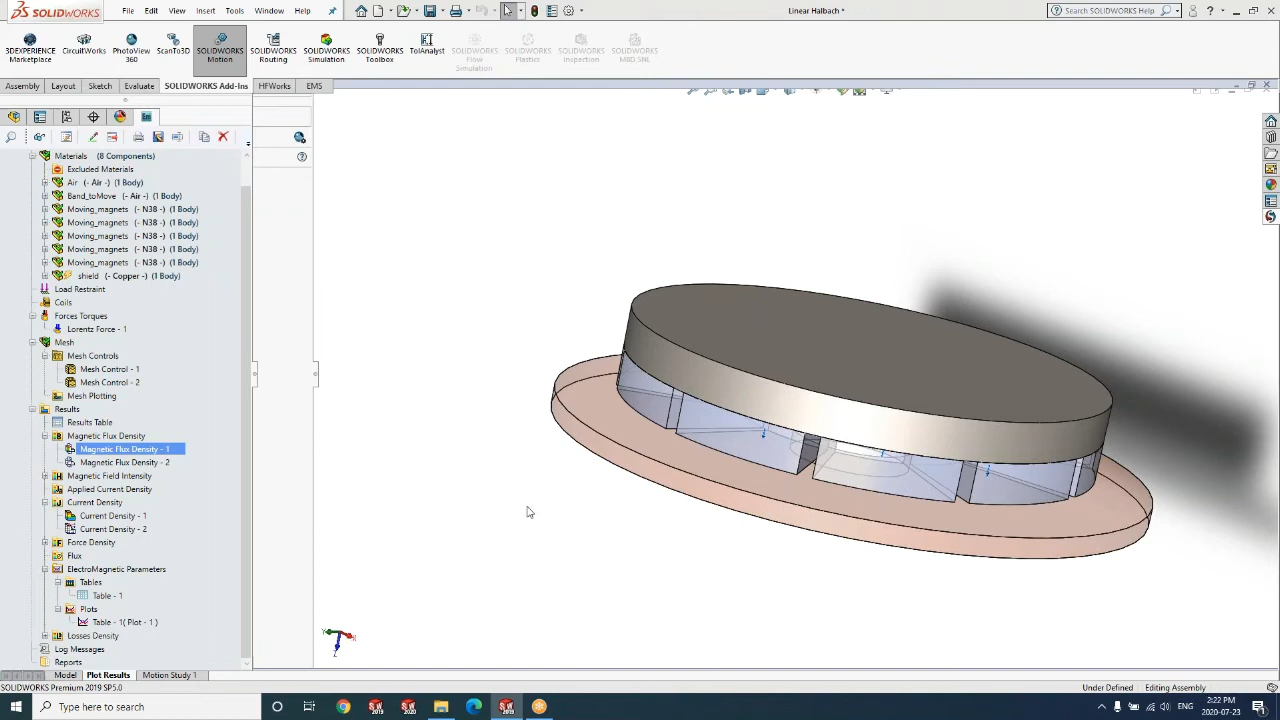 SOLIDWORKS File Edit View Insert Tools Window Help Linear Halbach * Search SOLIDWORKS Help
3DEXPERIENCE Marketplace
CircuitWorks
PhotoView 360
ScanTo3D
SOLIDWORKS Motion
SOLIDWORKS Routing
SOLIDWORKS Simulation
SOLIDWORKS Toolbox
TolAnalyst
SOLIDWORKS Flow Simulation
SOLIDWORKS Plastics
SOLIDWORKS Inspection
SOLIDWORKS MBD SNL
Assembly Layout Sketch Evaluate SOLIDWORKS Add-Ins HFWorks EMS
Materials (8 Components)
Excluded Materials
Air (- Air -) (1 Body)
Band_toMove (- Air -) (1 Body)
Moving_magnets (- N38 -) (1 Body)
Moving_magnets (- N38 -) (1 Body)
Moving_magnets (- N38 -) (1 Body)
Moving_magnets (- N38 -) (1 Body)
Moving_magnets (- N38 -) (1 Body)
shield (- Copper -) (1 Body)
Load Restraint
Coils
Forces Torques
Lorentz Force - 1
Mesh
Mesh Controls
Mesh Control - 1
Mesh Control - 2
Mesh Plotting
Results
Results Table
Magnetic Flux Density
Magnetic Flux Density - 1
Magnetic Flux Density - 2
Magnetic Field Intensity
Applied Current Density
Current Density
Current Density - 1
Current Density - 2
Force Density
Flux
ElectroMagnetic Parameters
Tables
Table - 1
Plots
Table - 1( Plot - 1 )
Losses Density
Log Messages
Reports
Y X
Z
Model Plot Results Motion Study 1
SOLIDWORKS Premium 2019 SP5.0 Under Defined Editing Assembly
Type here to search
2019 2020 2019
ENG
2:22 PM
2020-07-23